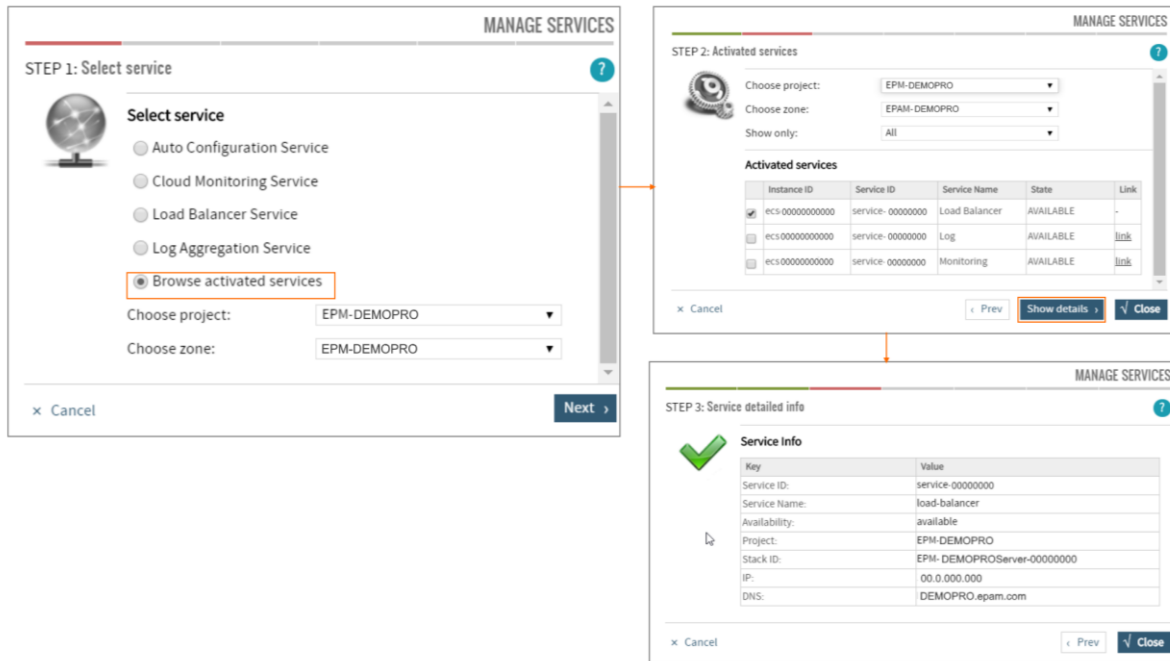 MANAGE SERVICES
STEP 1: Select service
?
Select service
Auto Configuration Service
Cloud Monitoring Service
Load Balancer Service
Log Aggregation Service
Browse activated services
Choose project: EPM-DEMOPRO
Choose zone: EPM-DEMOPRO
× Cancel Next ›
MANAGE SERVICES
STEP 2: Activated services
?
Choose project: EPM-DEMOPRO
Choose zone: EPAM-DEMOPRO
Show only: All
Activated services
Instance ID Service ID Service Name State Link
ecs00000000000 service- 00000000 Load Balancer AVAILABLE -
ecs00000000000 service- 00000000 Log AVAILABLE link
ecs00000000000 service- 00000000 Monitoring AVAILABLE link
× Cancel ‹ Prev Show details › √ Close
MANAGE SERVICES
STEP 3: Service detailed info
?
Service Info
Key Value
Service ID: service-00000000
Service Name: load-balancer
Availability: available
Project: EPM-DEMOPRO
Stack ID: EPM- DEMOPROServer-00000000
IP: 00.0.000.000
DNS: DEMOPRO.epam.com
× Cancel ‹ Prev √ Close